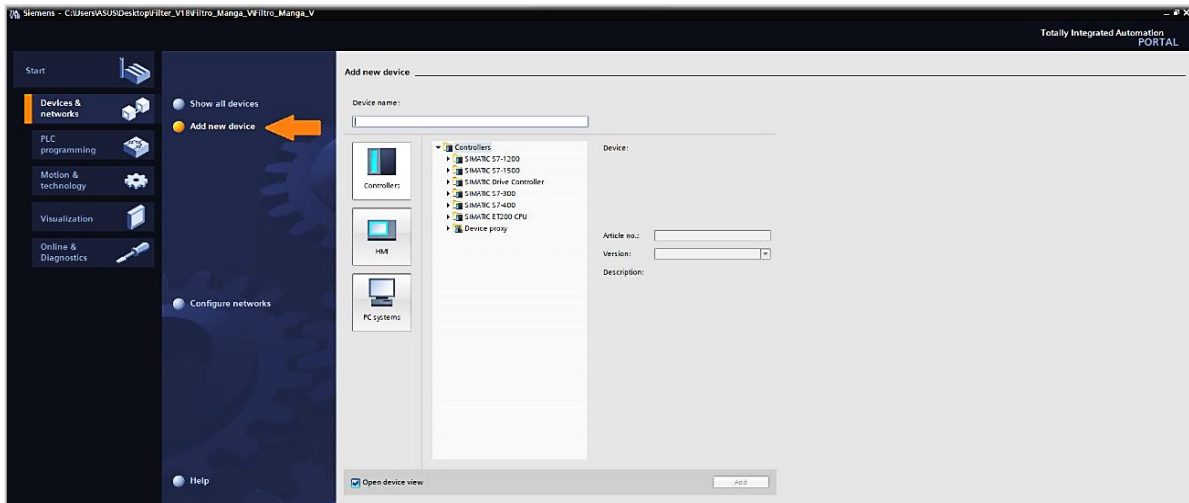 Siemens - C:\Users\ASUS\Desktop\Filter_V18\Filtro_Manga_V\Filtro_Manga_V
Totally Integrated Automation
PORTAL
Start
Devices &
networks
PLC
programming
Motion &
technology
Visualization
Online &
Diagnostics
Show all devices
Add new device
Configure networks
Help
Add new device
Device name:
Controllers
HMI
PC systems
Controllers
SIMATIC S7-1200
SIMATIC S7-1500
SIMATIC Drive Controller
SIMATIC S7-300
SIMATIC S7-400
SIMATIC ET200 CPU
Device proxy
Device:
Article no.:
Version:
Description:
Open device view
Add